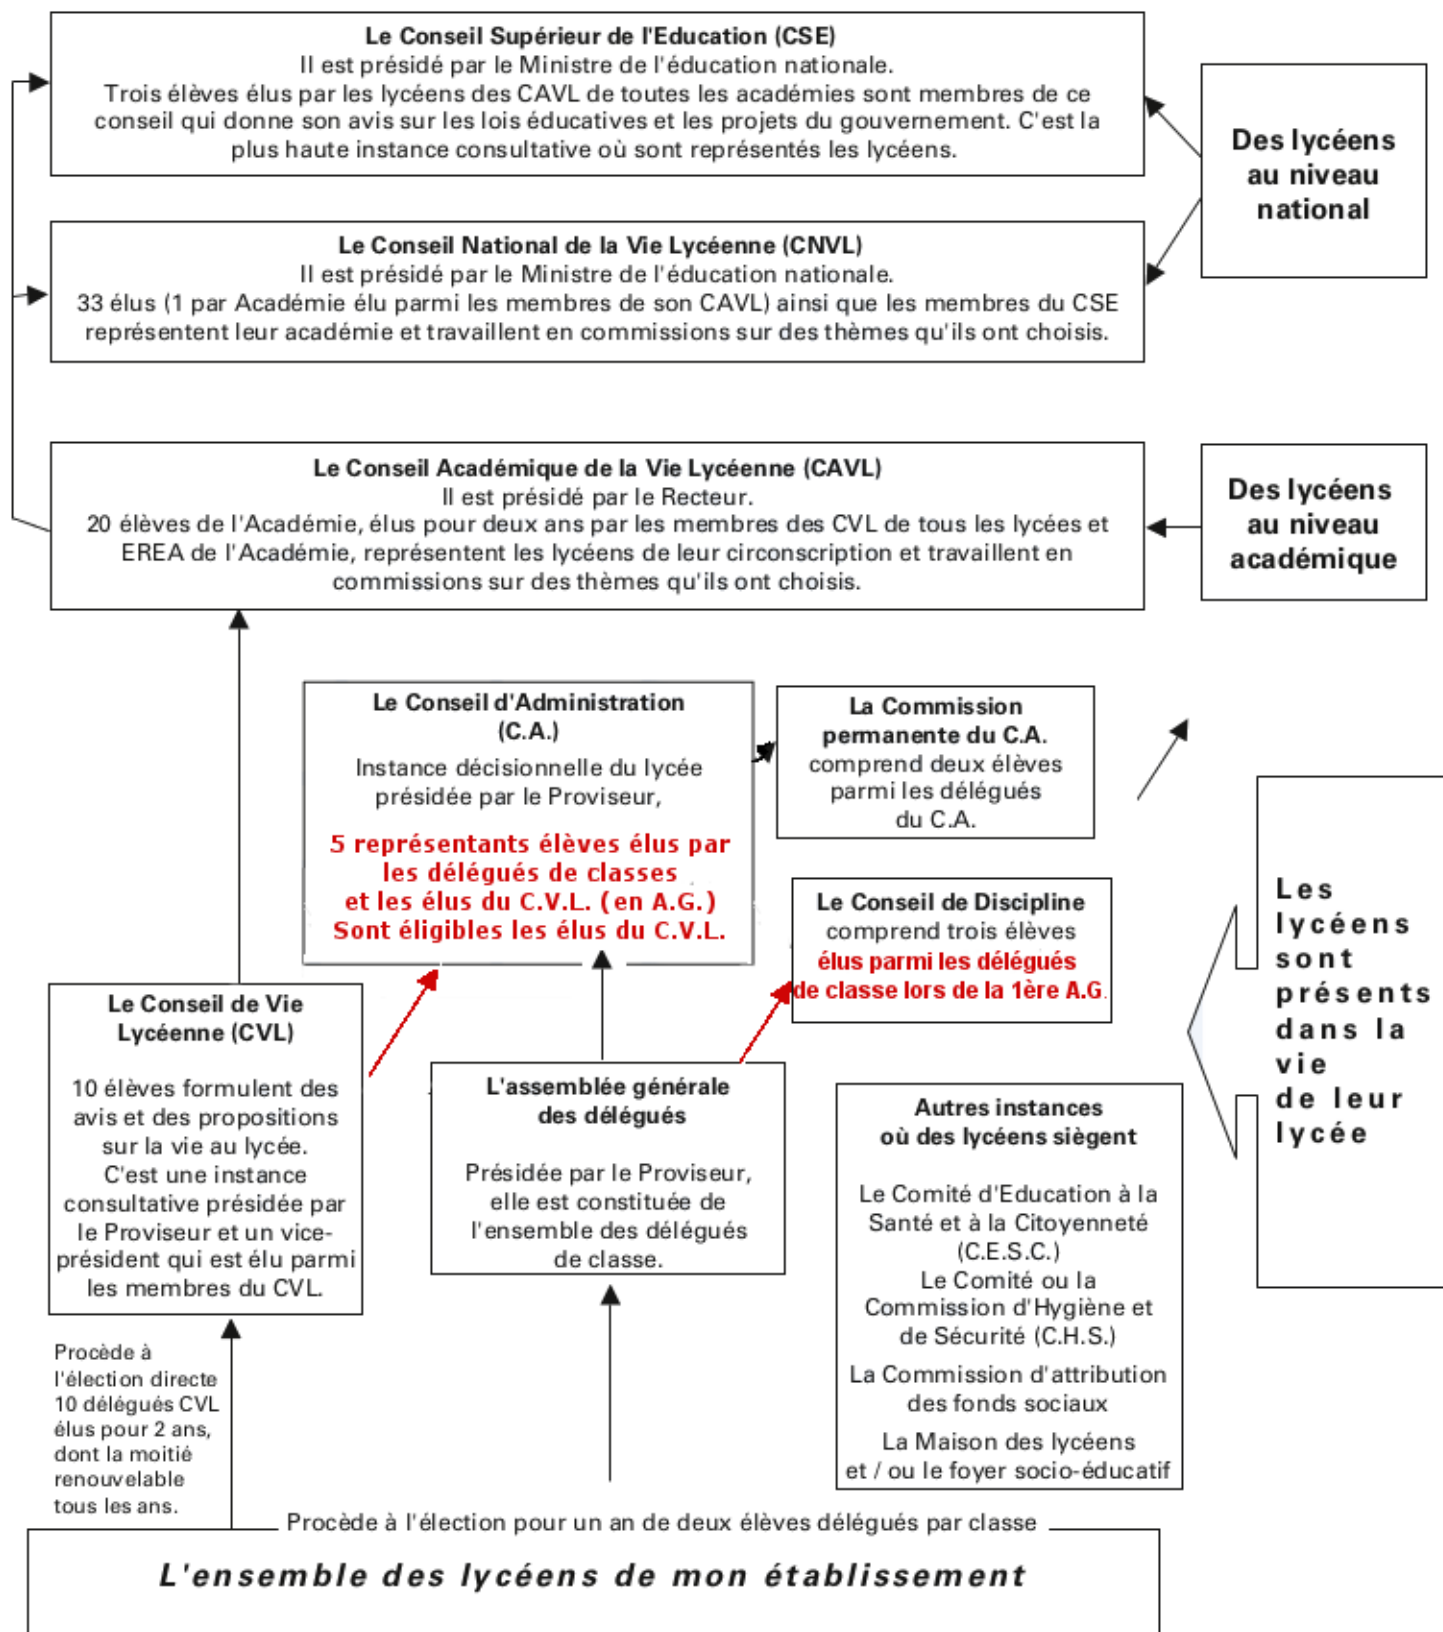 Le Conseil Supérieur de l'Education (CSE)
Il est présidé par le Ministre de l'éducation nationale.
Trois élèves élus par les lycéens des CAVL de toutes les académies sont membres de ce
conseil qui donne son avis sur les lois éducatives et les projets du gouvernement. C'est la
plus haute instance consultative où sont représentés les lycéens.
Des lycéens
au niveau
national
Le Conseil National de la Vie Lycéenne (CNVL)
Il est présidé par le Ministre de l'éducation nationale.
33 élus (1 par Académie élu parmi les membres de son CAVL) ainsi que les membres du CSE
représentent leur académie et travaillent en commissions sur des thèmes qu'ils ont choisis.
Le Conseil Académique de la Vie Lycéenne (CAVL)
Il est présidé par le Recteur.
20 élèves de l'Académie, élus pour deux ans par les membres des CVL de tous les lycées et
EREA de l'Académie, représentent les lycéens de leur circonscription et travaillent en
commissions sur des thèmes qu'ils ont choisis.
Des lycéens
au niveau
académique
Le Conseil d'Administration
(C.A.)
Instance décisionnelle du lycée
présidée par le Proviseur,
5 représentants élèves élus par
les délégués de classes
et les élus du C.V.L. (en A.G.)
Sont éligibles les élus du C.V.L.
La Commission
permanente du C.A.
comprend deux élèves
parmi les délégués
du C.A.
Le Conseil de Discipline
comprend trois élèves
élus parmi les délégués
de classe lors de la 1ère A.G.
Les
lycéens
sont
présents
dans la
vie
de leur
lycée
Le Conseil de Vie
Lycéenne (CVL)
10 élèves formulent des
avis et des propositions
sur la vie au lycée.
C'est une instance
consultative présidée par
le Proviseur et un vice-
président qui est élu parmi
les membres du CVL.
L'assemblée générale
des délégués
Présidée par le Proviseur,
elle est constituée de
l'ensemble des délégués
de classe.
Autres instances
où des lycéens siègent
Le Comité d'Education à la
Santé et à la Citoyenneté
(C.E.S.C.)
Le Comité ou la
Commission d'Hygiène et
de Sécurité (C.H.S.)
La Commission d'attribution
des fonds sociaux
La Maison des lycéens
et / ou le foyer socio-éducatif
Procède à
l'élection directe
10 délégués CVL
élus pour 2 ans,
dont la moitié
renouvelable
tous les ans.
Procède à l'élection pour un an de deux élèves délégués par classe
L'ensemble des lycéens de mon établissement